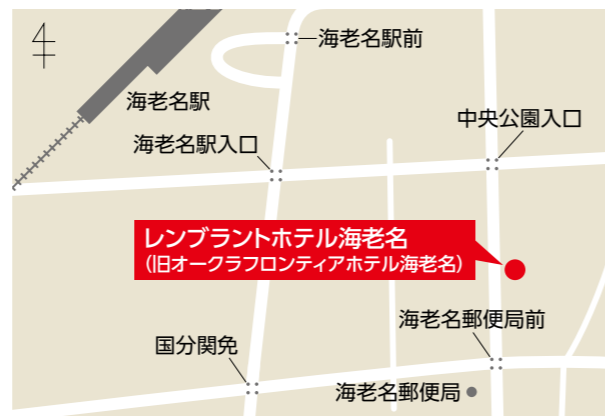 海老名駅前
海老名駅
中央公園入口
海老名駅入口
レンブラントホテル海老名
(旧オークラフロンティアホテル海老名)
海老名郵便局前
国分関免
海老名郵便局